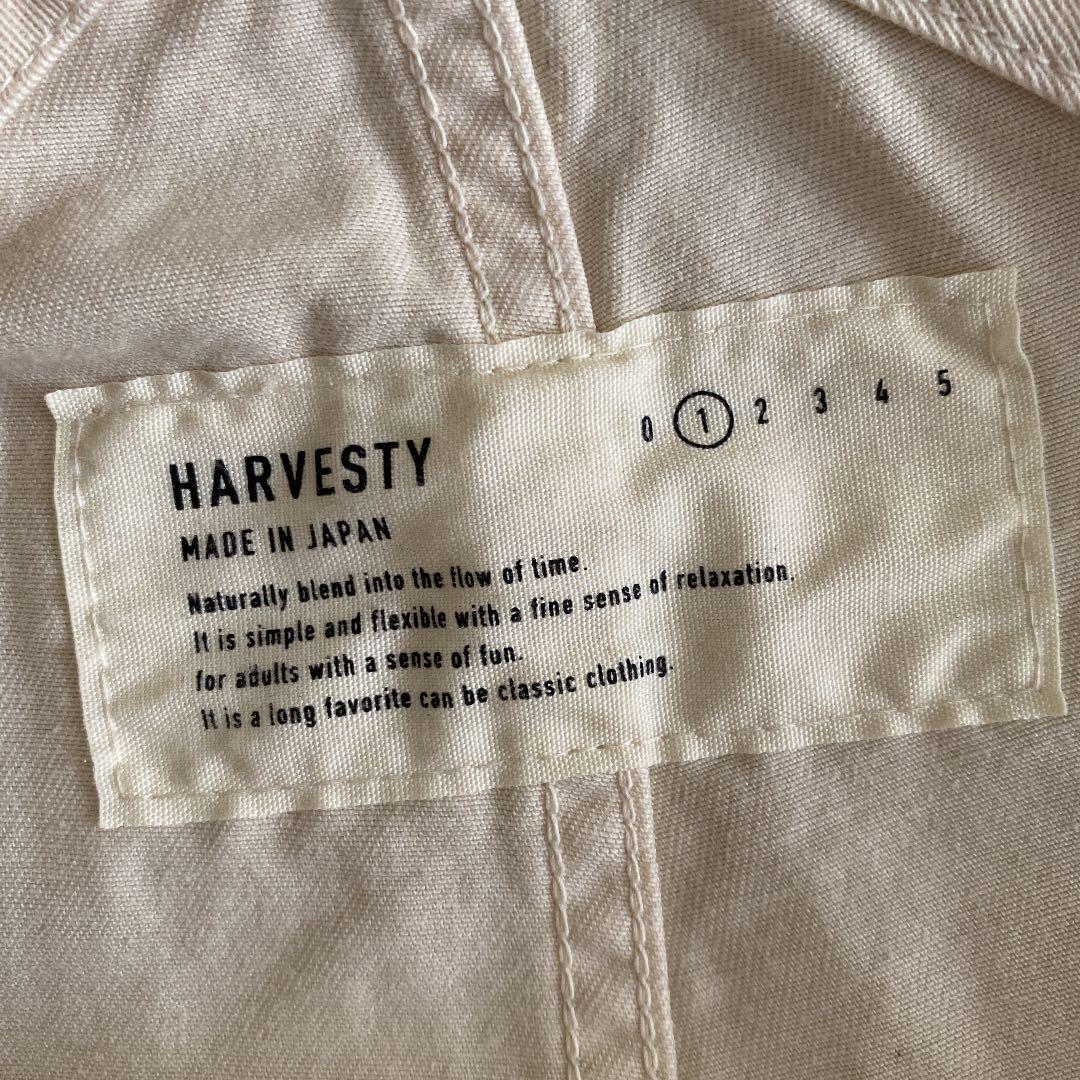 0 1 2 3 4 5
HARVESTY
MADE IN JAPAN
Naturally blend into the flow of time.
It is simple and flexible with a fine sense of relaxation.
for adults with a sense of fun.
It is a long favorite can be classic clothing.